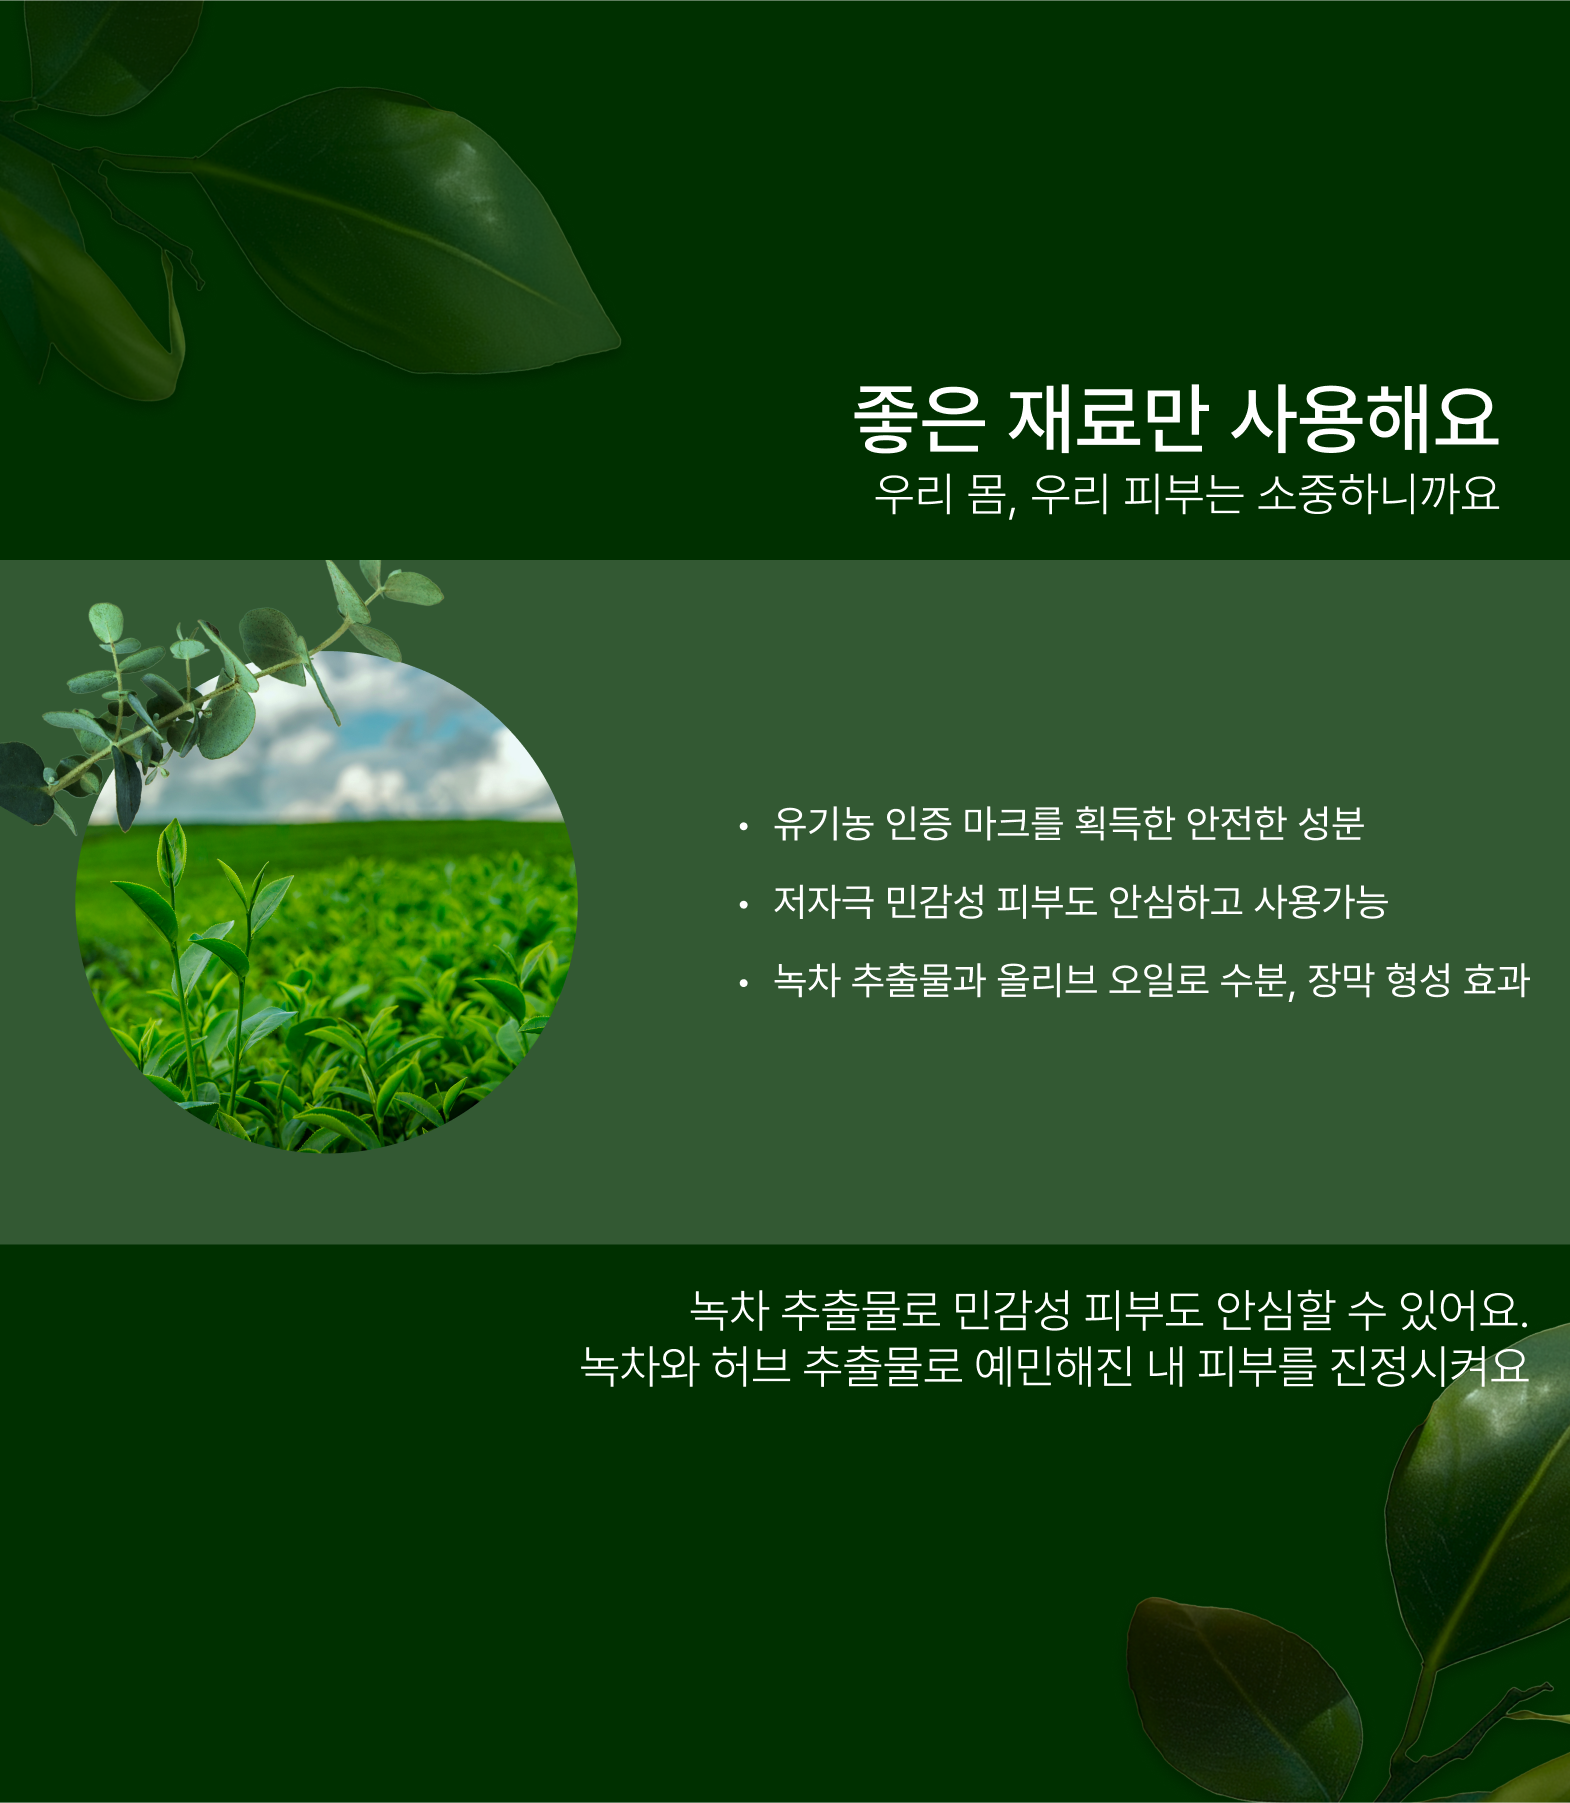 좋은 재료만 사용해요
우리 몸, 우리 피부는 소중하니까요
• 유기농 인증 마크를 획득한 안전한 성분
• 저자극 민감성 피부도 안심하고 사용가능
• 녹차 추출물과 올리브 오일로 수분, 장막 형성 효과
녹차 추출물로 민감성 피부도 안심할 수 있어요.
녹차와 허브 추출물로 예민해진 내 피부를 진정시켜요